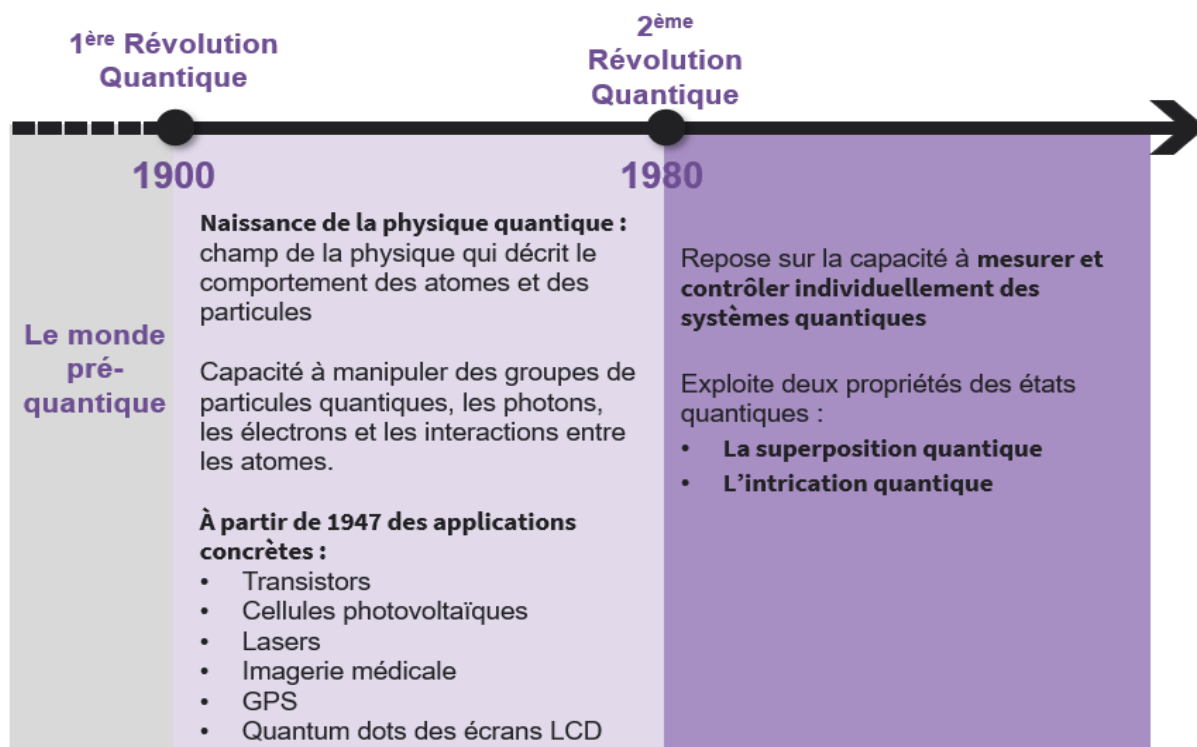 1ère Révolution
Quantique
2ème
Révolution
Quantique
1900
1980
Le monde
pré-
quantique
Naissance de la physique quantique :
champ de la physique qui décrit le
comportement des atomes et des
particules
Capacité à manipuler des groupes de
particules quantiques, les photons,
les électrons et les interactions entre
les atomes.
À partir de 1947 des applications
concrètes :
• Transistors
• Cellules photovoltaïques
• Lasers
• Imagerie médicale
• GPS
• Quantum dots des écrans LCD
Repose sur la capacité à mesurer et
contrôler individuellement des
systèmes quantiques
Exploite deux propriétés des états
quantiques :
• La superposition quantique
• L'intrication quantique